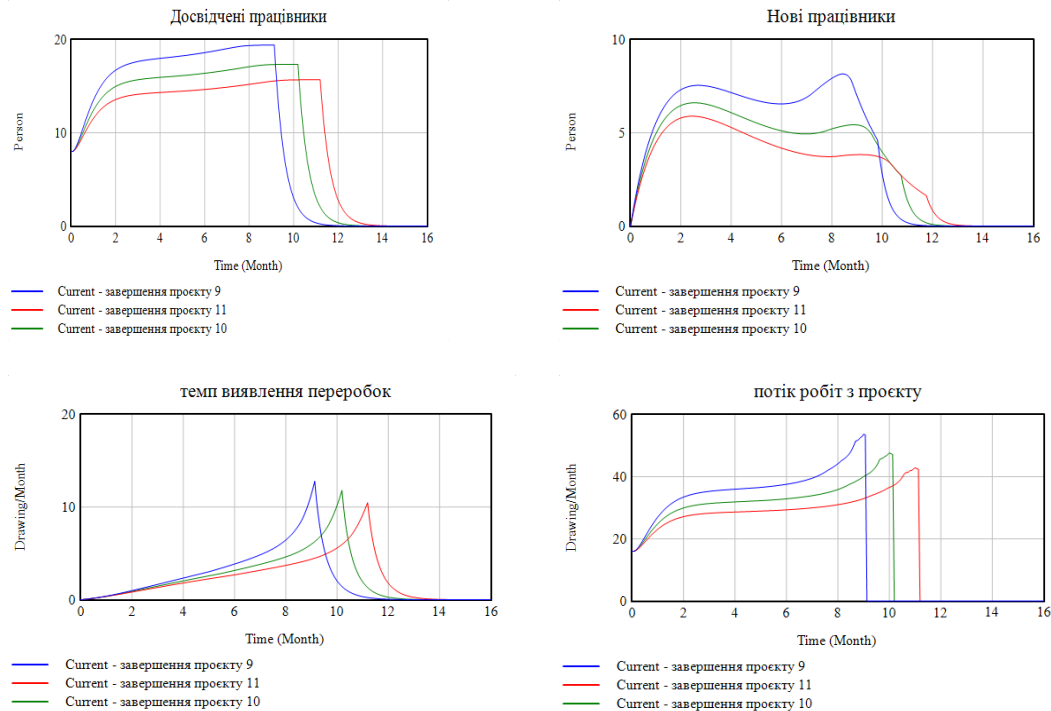 Досвідчені працівники
20
10
0
Person
0 2 4 6 8 10 12 14 16
Time (Month)
Current - завершення проєкту 9
Current - завершення проєкту 11
Current - завершення проєкту 10
Нові працівники
10
5
0
Person
0 2 4 6 8 10 12 14 16
Time (Month)
Current - завершення проєкту 9
Current - завершення проєкту 11
Current - завершення проєкту 10
темп виявлення переробок
20
10
0
Drawing/Month
0 2 4 6 8 10 12 14 16
Time (Month)
Current - завершення проєкту 9
Current - завершення проєкту 11
Current - завершення проєкту 10
потік робіт з проєкту
60
40
20
0
Drawing/Month
0 2 4 6 8 10 12 14 16
Time (Month)
Current - завершення проєкту 9
Current - завершення проєкту 11
Current - завершення проєкту 10